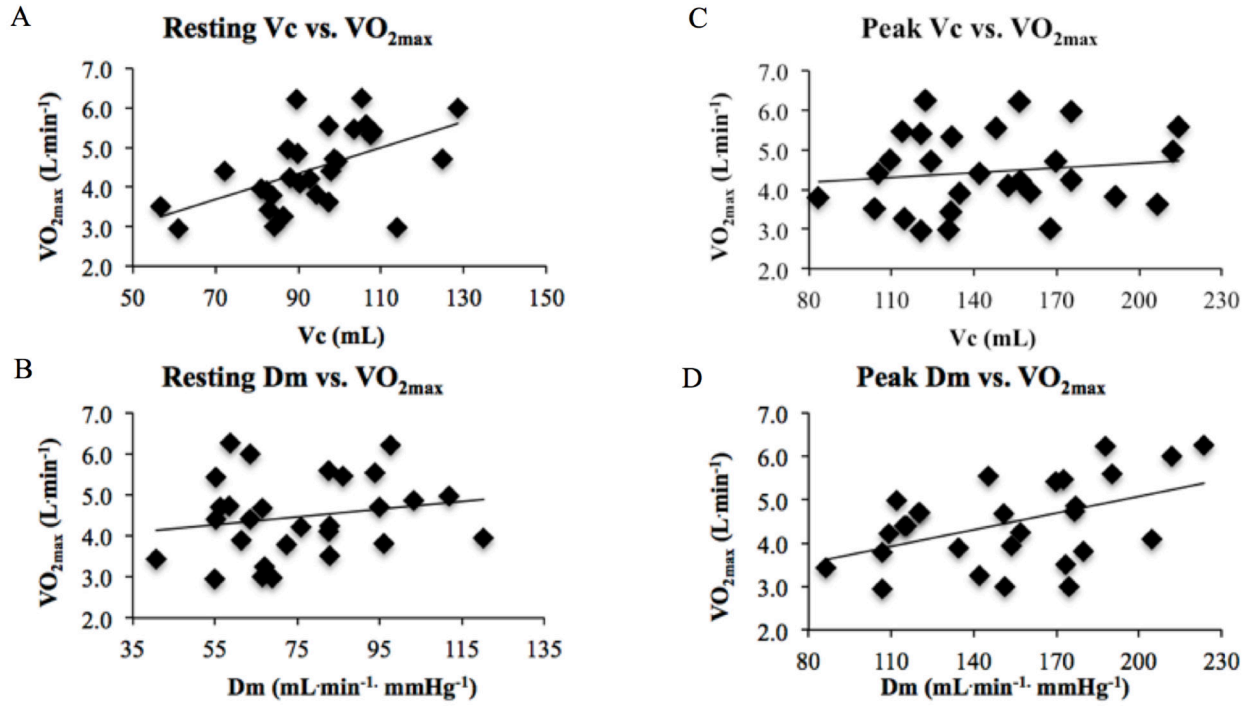 A
Resting Vc vs. VO₂max
VO₂max (L·min⁻¹)
7.0
6.0
5.0
4.0
3.0
2.0
50 70 90 110 130 150
Vc (mL)
B
Resting Dm vs. VO₂max
VO₂max (L·min⁻¹)
7.0
6.0
5.0
4.0
3.0
2.0
35 55 75 95 115 135
Dm (mL·min⁻¹· mmHg⁻¹)
C
Peak Vc vs. VO₂max
VO₂max (L·min⁻¹)
7.0
6.0
5.0
4.0
3.0
2.0
80 110 140 170 200 230
Vc (mL)
D
Peak Dm vs. VO₂max
VO₂max (L·min⁻¹)
7.0
6.0
5.0
4.0
3.0
2.0
80 110 140 170 200 230
Dm (mL·min⁻¹· mmHg⁻¹)